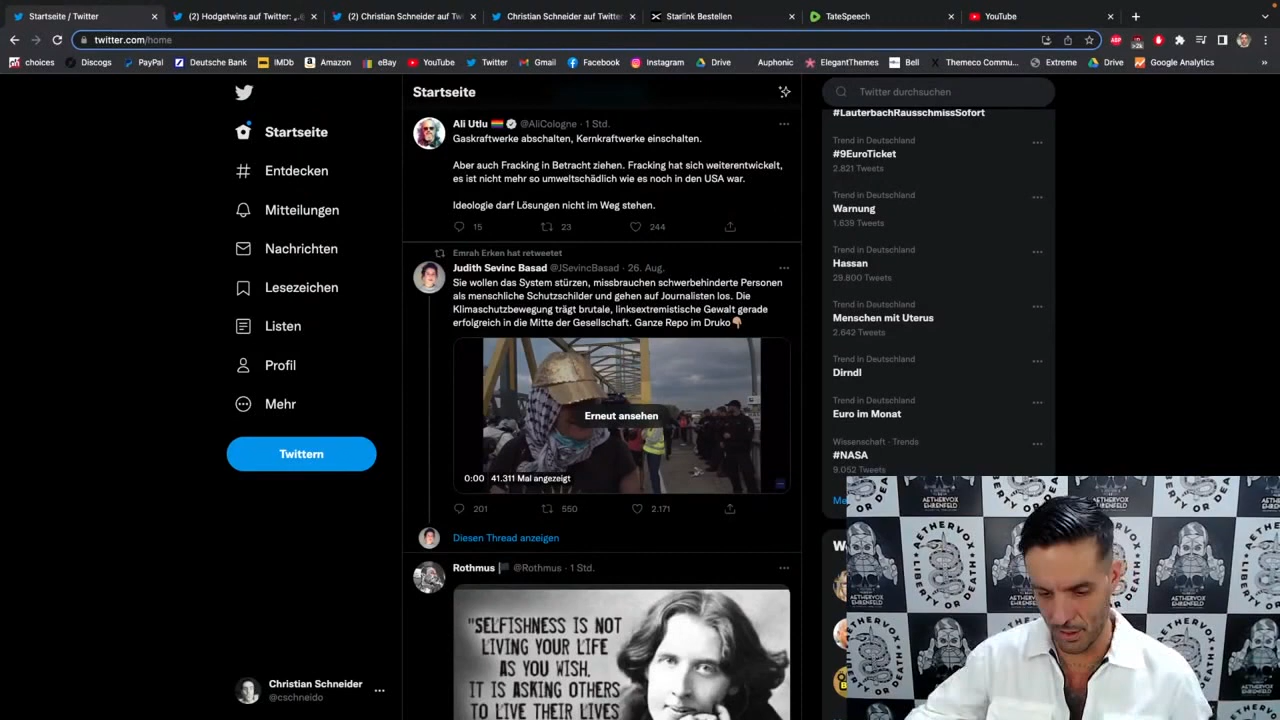 Startseite / Twitter
(2) Hodgetwins auf Twitter: „
(2) Christian Schneider auf Tw
Christian Schneider auf Twitter
Starlink Bestellen
TateSpeech
YouTube
twitter.com/home
choices
Discogs
PayPal
Deutsche Bank
IMDb
Amazon
eBay
YouTube
Twitter
Gmail
Facebook
Instagram
Drive
Auphonic
ElegantThemes
Bell
Themeco Commu...
Extreme
Drive
Google Analytics
Startseite
Entdecken
Mitteilungen
Nachrichten
Lesezeichen
Listen
Profil
Mehr
Twittern
Christian Schneider
@cschneido
Startseite
Ali Utlu @AliCologne · 1 Std.
Gaskraftwerke abschalten, Kernkraftwerke einschalten.
Aber auch Fracking in Betracht ziehen. Fracking hat sich weiterentwickelt,
es ist nicht mehr so umweltschädlich wie es noch in den USA war.
Ideologie darf Lösungen nicht im Weg stehen.
15 23 244
Emrah Erken hat retweetet
Judith Sevinc Basad @JSevincBasad · 26. Aug.
Sie wollen das System stürzen, missbrauchen schwerbehinderte Personen
als menschliche Schutzschilder und gehen auf Journalisten los. Die
Klimaschutzbewegung trägt brutale, linksextremistische Gewalt gerade
erfolgreich in die Mitte der Gesellschaft. Ganze Repo im Druko
Erneut ansehen
0:00 41.311 Mal angezeigt
201 550 2.171
Diesen Thread anzeigen
Rothmus @Rothmus · 1 Std.
"SELFISHNESS IS NOT
LIVING YOUR LIFE
AS YOU WISH.
IT IS ASKING OTHERS
TO LIVE THEIR LIVES
Twitter durchsuchen
#LauterbachRausschmissSofort
Trend in Deutschland
#9EuroTicket
2.821 Tweets
Trend in Deutschland
Warnung
1.639 Tweets
Trend in Deutschland
Hassan
29.800 Tweets
Trend in Deutschland
Menschen mit Uterus
2.642 Tweets
Trend in Deutschland
Dirndl
Trend in Deutschland
Euro im Monat
Wissenschaft · Trends
#NASA
9.052 Tweets
Me
W
AETHERVOX
EHRENFELD
LIBERTY OR DEATH